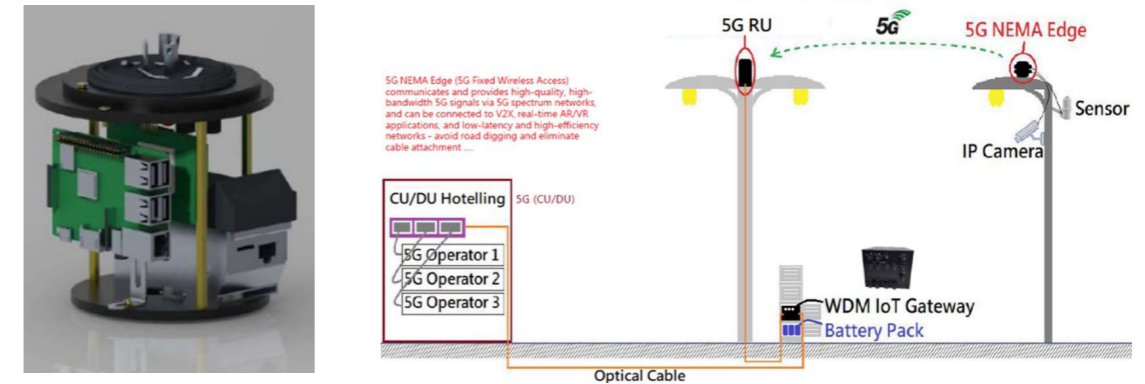 5G RU
5G
5G NEMA Edge
5G NEMA Edge (5G Fixed Wireless Access)
communicates and provides high-quality, high-
bandwidth 5G signals via 5G spectrum networks,
and can be connected to V2X, real-time AR/VR
applications, and low-latency and high-efficiency
networks - avoid road digging and eliminate
cable attachment ....
Sensor
IP Camera
CU/DU Hotelling
5G (CU/DU)
5G Operator 1
5G Operator 2
5G Operator 3
WDM IoT Gateway
Battery Pack
Optical Cable